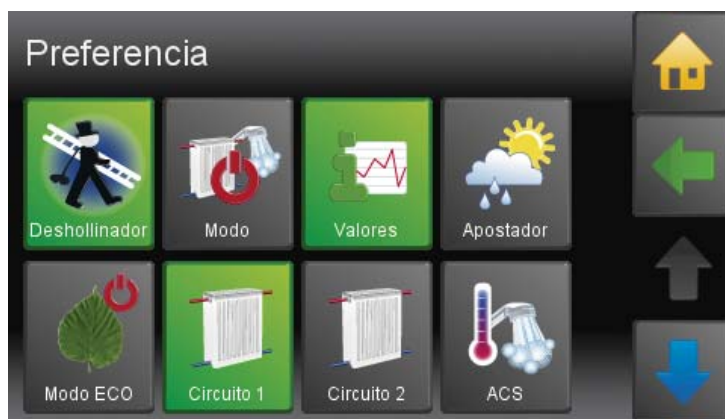 Preferencia
Deshollinador
Modo
Valores
Apostador
Modo ECO
Circuito 1
Circuito 2
ACS